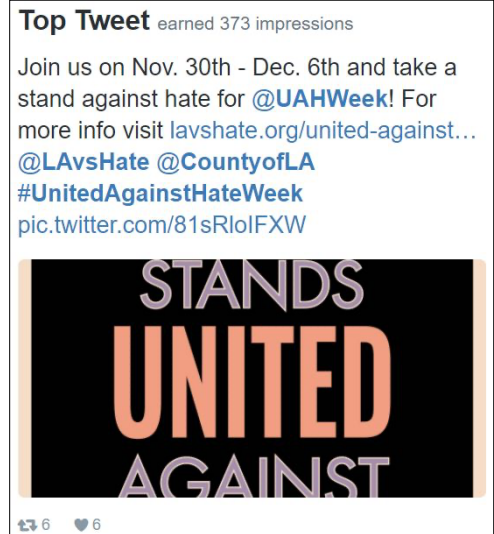 Top Tweet earned 373 impressions
Join us on Nov. 30th - Dec. 6th and take a
stand against hate for @UAHWeek! For
more info visit lavshate.org/united-against…
@LAvsHate @CountyofLA
#UnitedAgainstHateWeek
pic.twitter.com/81sRloIFXW
STANDS
UNITED
AGAINST
6 6